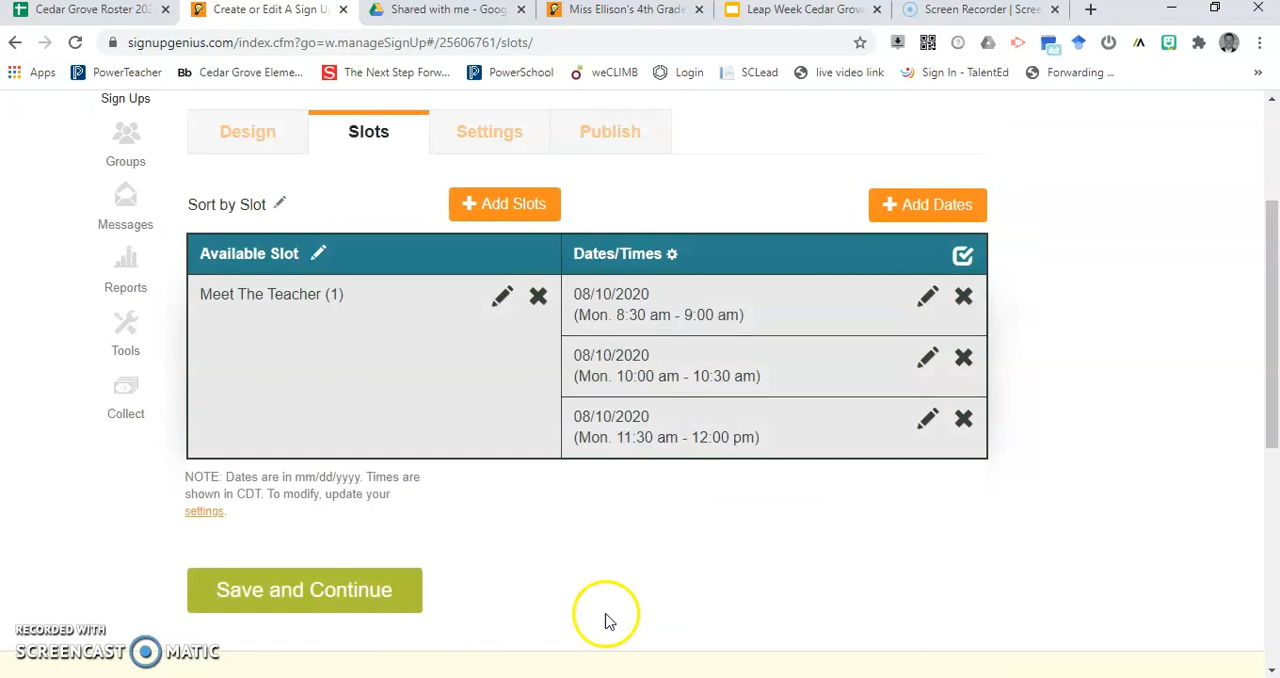 Cedar Grove Roster 202
Create or Edit A Sign U
Shared with me - Goog
Miss Ellison's 4th Grade
Leap Week Cedar Grove
Screen Recorder | Scree
signupgenius.com/index.cfm?go=w.manageSignUp#/25606761/slots/
Ad
Apps
PowerTeacher
Bb Cedar Grove Eleme...
S The Next Step Forw...
PowerSchool
weCLIMB
Login
SCLead
live video link
Sign In - TalentEd
Forwarding ...
»
Sign Ups
Groups
Messages
Reports
Tools
Collect
Design
Slots
Settings
Publish
Sort by Slot
+ Add Slots
+ Add Dates
Available Slot
Dates/Times
Meet The Teacher (1)
08/10/2020
(Mon. 8:30 am - 9:00 am)
08/10/2020
(Mon. 10:00 am - 10:30 am)
08/10/2020
(Mon. 11:30 am - 12:00 pm)
NOTE: Dates are in mm/dd/yyyy. Times are
shown in CDT. To modify, update your
settings.
Save and Continue
RECORDED WITH
SCREENCAST MATIC